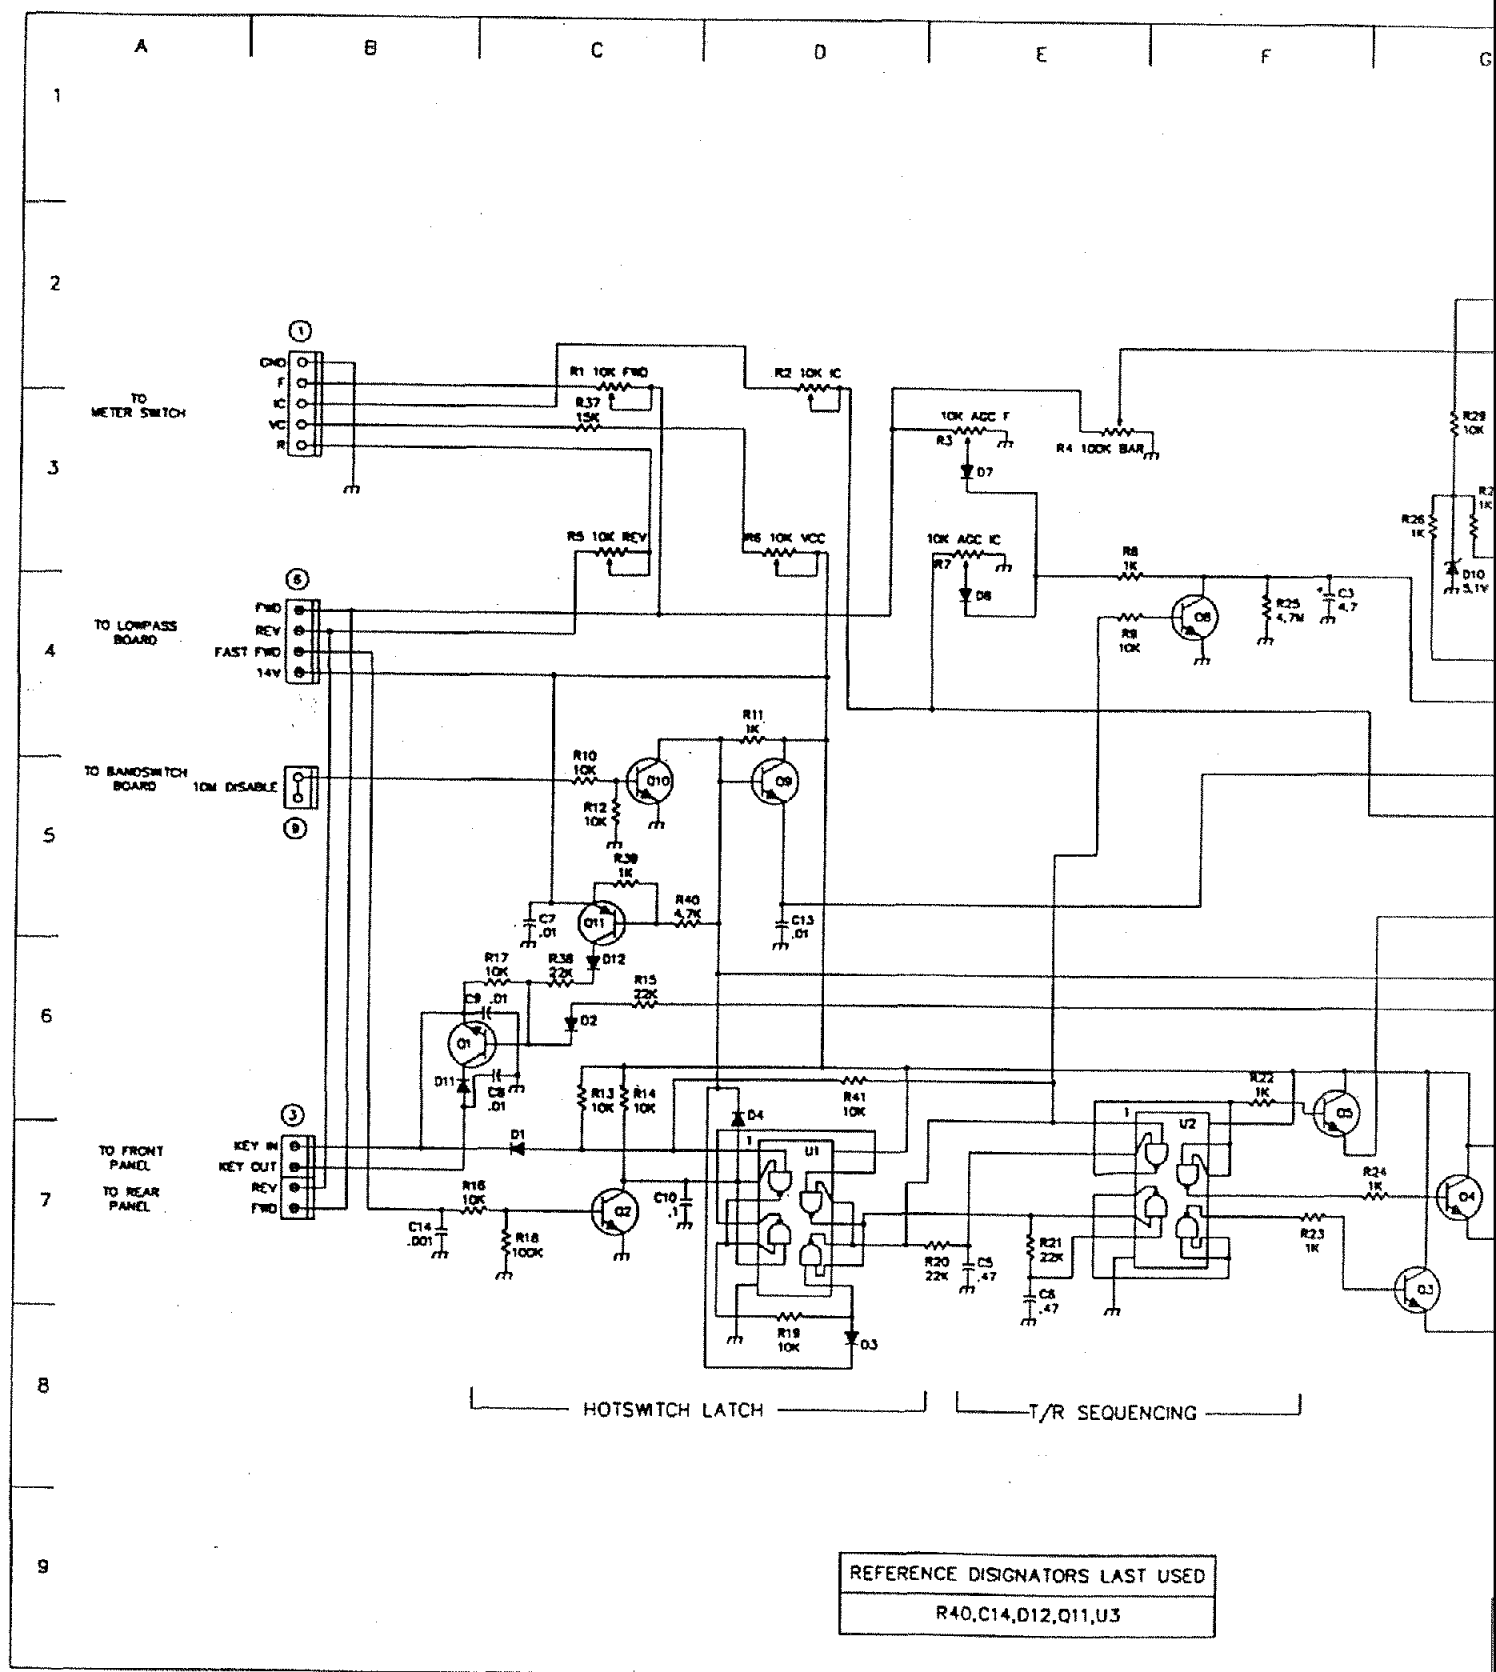 A B C D E F G
1
2
3
4
5
6
7
8
9
1
GND
F
IC
VC
R
TO
METER SWITCH
R1 10K FWD
R37
15K
R2 10K IC
10K AGC F
R3
D7
R4 100K BAR
R29
10K
R5 10K REV
R6 10K VCC
10K AGC IC
R7
D8
R8
1K
R9
10K
Q8
R25
4.7M
C3
4.7
+
R26
1K
R2
1K
D10
5.1V
6
FWD
REV
FAST FWD
14V
TO LOWPASS
BOARD
R11
1K
TO BANDSWITCH
BOARD
10M DISABLE
9
R10
10K
Q10
R12
10K
Q9
R39
1K
R40
4.7K
C7
.01
Q11
C13
.01
D12
R17
10K
R38
22K
R15
22K
C9 .01
D2
Q1
D11
C8
.01
R13
10K
R14
10K
R41
10K
R22
1K
Q5
3
KEY IN
KEY OUT
REV
FWD
TO FRONT
PANEL
TO REAR
PANEL
D1
D4
1
U1
1
U2
R16
10K
C14
.001
R18
100K
Q2
C10
.1
R20
22K
C5
.47
R21
22K
C6
.47
R24
1K
Q4
R23
1K
Q3
R19
10K
D3
HOTSWITCH LATCH
T/R SEQUENCING
REFERENCE DISIGNATORS LAST USED
R40,C14,D12,Q11,U3